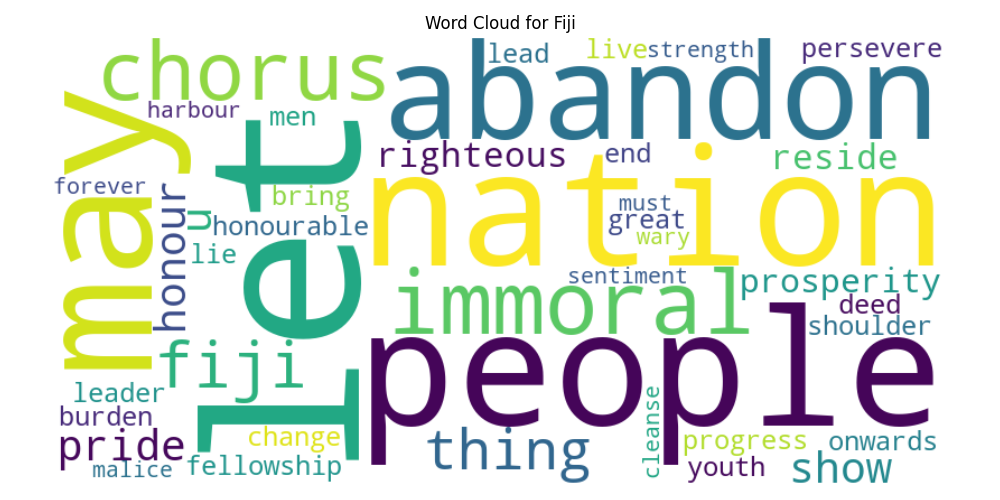 Word Cloud for Fiji
chorus
lead
live
strength
persevere
abandon
may
harbour
men
let
righteous
end
reside
forever
honour
bring
nation
must
great
wary
u
honourable
lie
sentiment
immoral
prosperity
deed
shoulder
people
fiji
leader
burden
pride
malice
change
fellowship
thing
cleanse
progress
onwards
youth
show